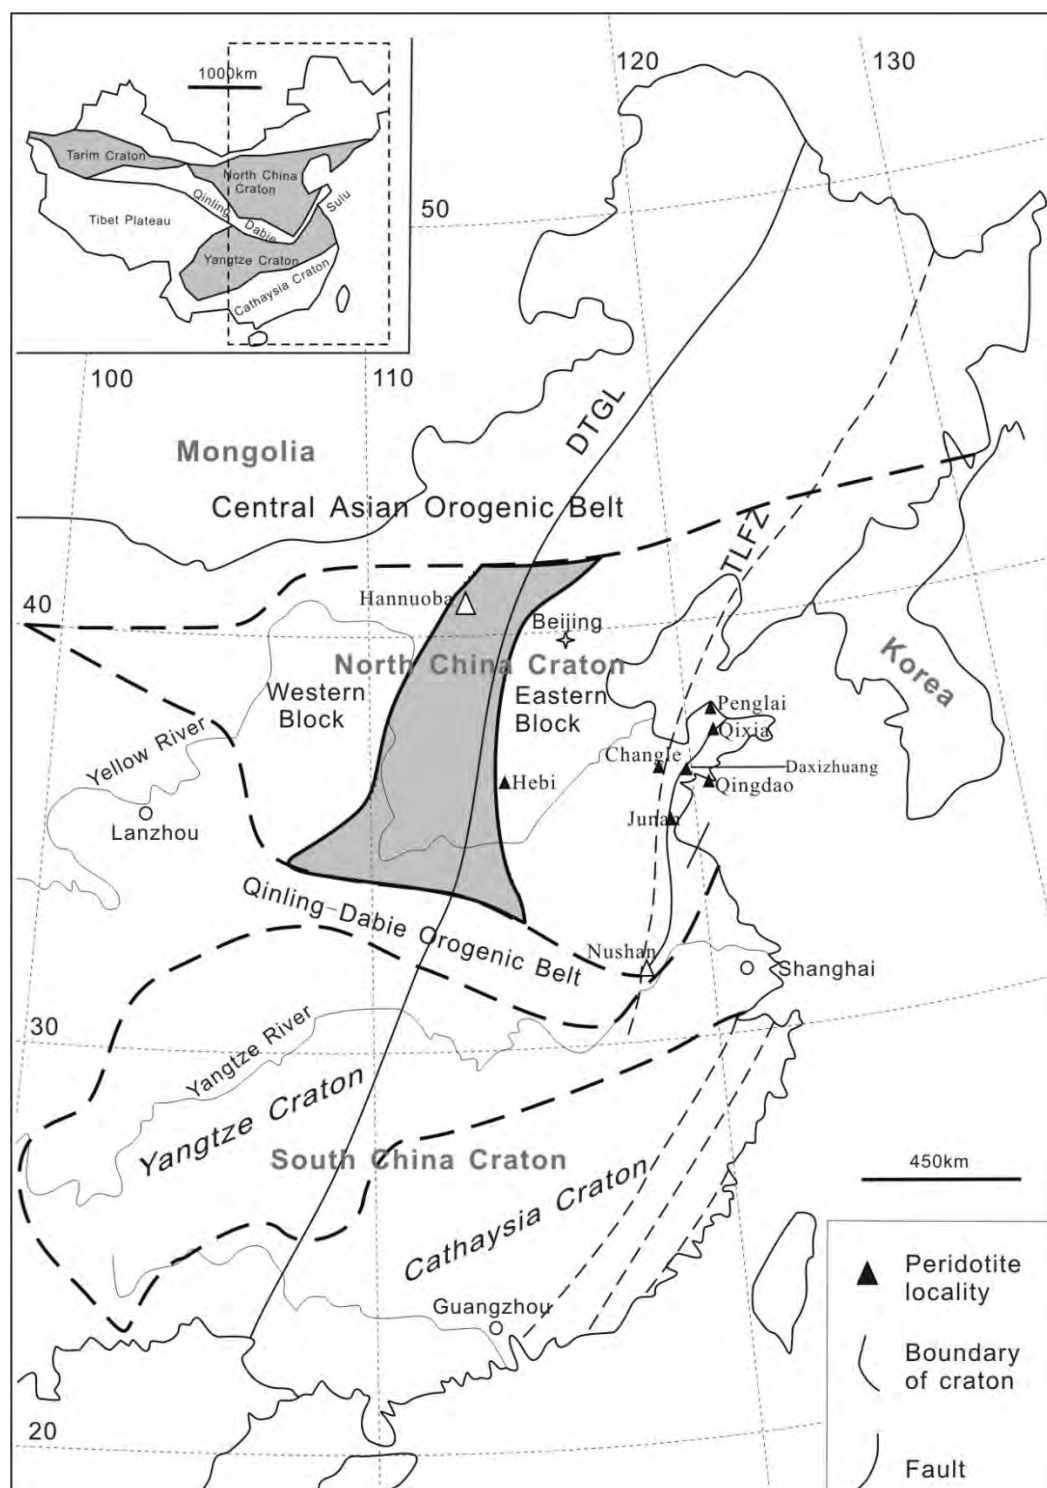 1000km
Tarim Craton
North China
Craton
Qinling
Dabie
Sulu
Tibet Plateau
Yangtze Craton
Cathaysia Craton
120
130
50
100
110
DTGL
Mongolia
Central Asian Orogenic Belt
TLFZ
40
Hannuoba
Beijing
North China Craton
Korea
Western
Block
Eastern
Block
Penglai
Qixia
Yellow River
Changle
Daxizhuang
Hebi
Qingdao
Lanzhou
Junan
Qinling-Dabie Orogenic Belt
Nushan
Shanghai
30
Yangtze River
Yangtze Craton
South China Craton
450km
Cathaysia Craton
Guangzhou
20
Peridotite
locality
Boundary
of craton
Fault